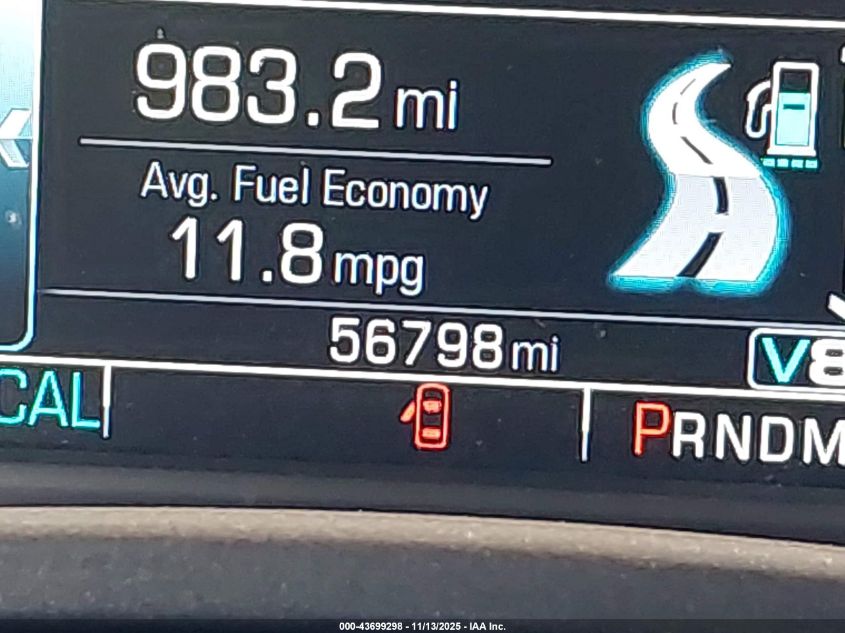 983.2 mi
Avg. Fuel Economy
11.8 mpg
56798 mi
V8
CAL
PRNDM
000-43699298 - 11/13/2025 - IAA Inc.